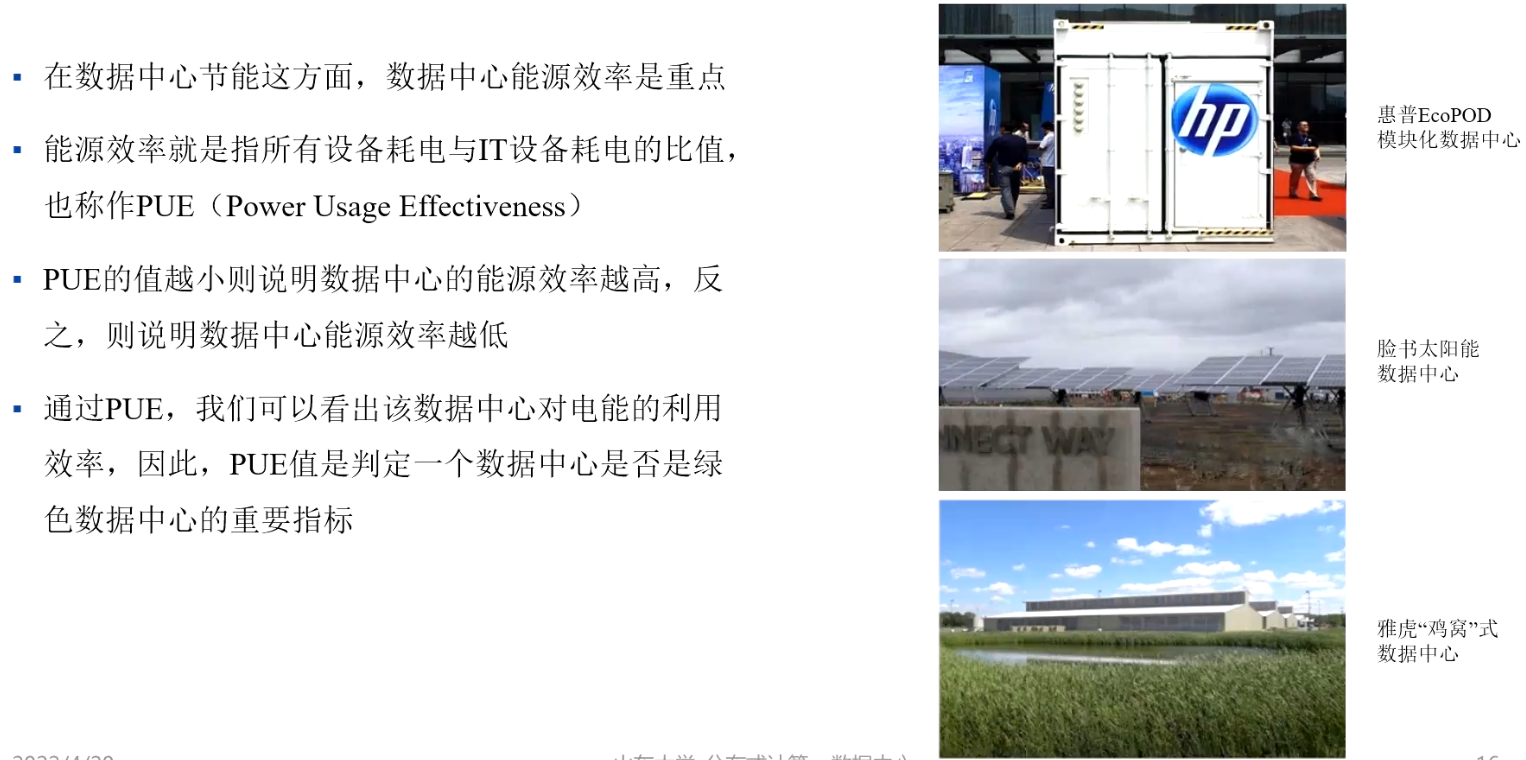 在数据中心节能这方面，数据中心能源效率是重点
能源效率就是指所有设备耗电与IT设备耗电的比值，
也称作PUE（Power Usage Effectiveness）
PUE的值越小则说明数据中心的能源效率越高，反
之，则说明数据中心能源效率越低
通过PUE，我们可以看出该数据中心对电能的利用
效率，因此，PUE值是判定一个数据中心是否是绿
色数据中心的重要指标
hp
惠普EcoPOD
模块化数据中心
NNECT WAY
脸书太阳能
数据中心
雅虎“鸡窝”式
数据中心